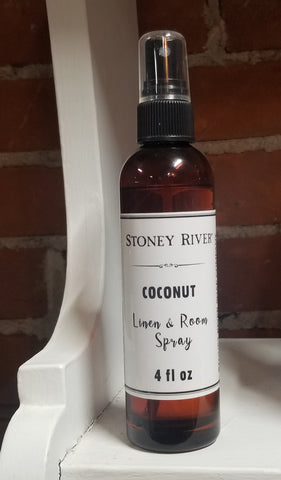 STONEY RIVER
COCONUT
Linen & Room
Spray
4 fl oz